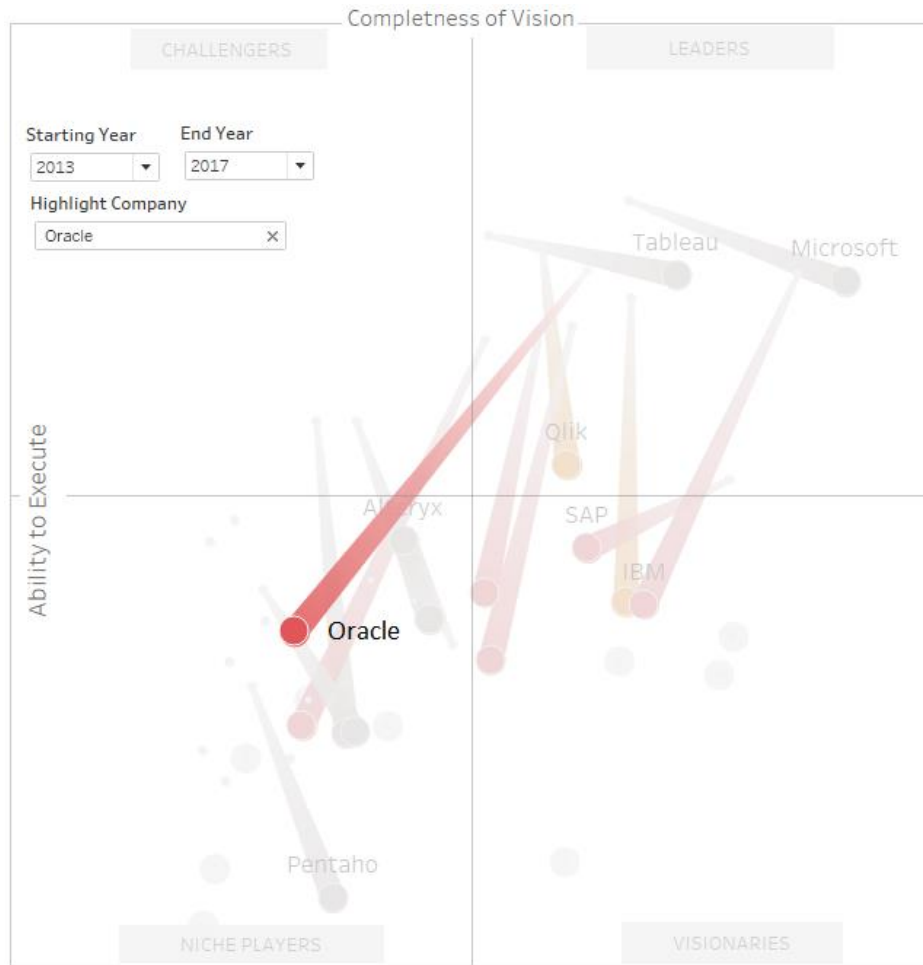 Completness of Vision
CHALLENGERS
LEADERS
Starting Year
End Year
2013
2017
Highlight Company
Oracle
Tableau
Microsoft
Qlik
Ability to Execute
Alteryx
SAP
IBM
Oracle
Pentaho
NICHE PLAYERS
VISIONARIES